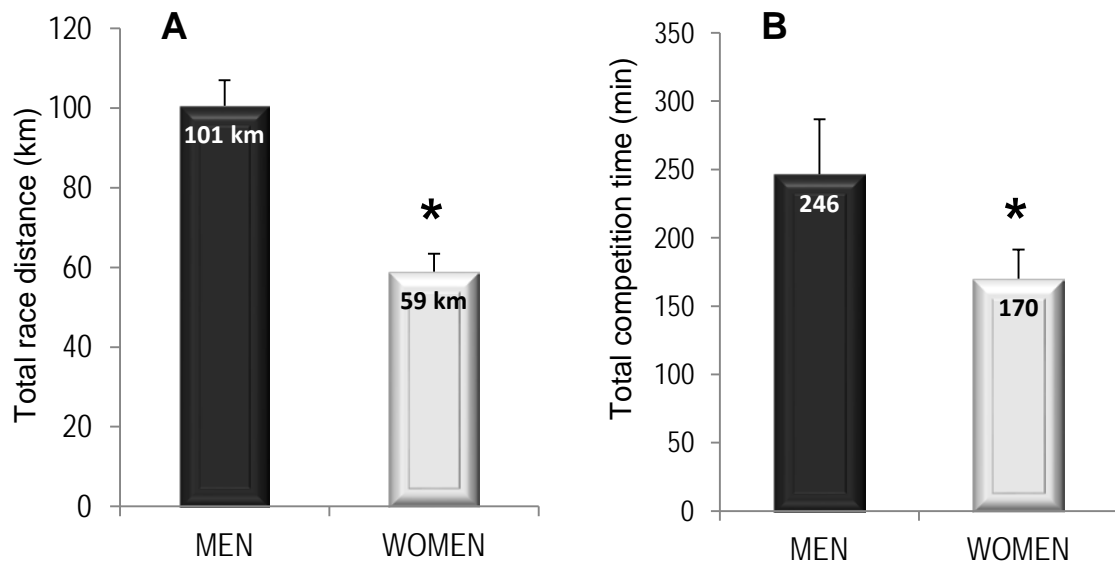 A
Total race distance (km)
120
100
80
60
40
20
0
101 km
*
59 km
MEN
WOMEN
B
Total competition time (min)
350
300
250
200
150
100
50
0
246
*
170
MEN
WOMEN